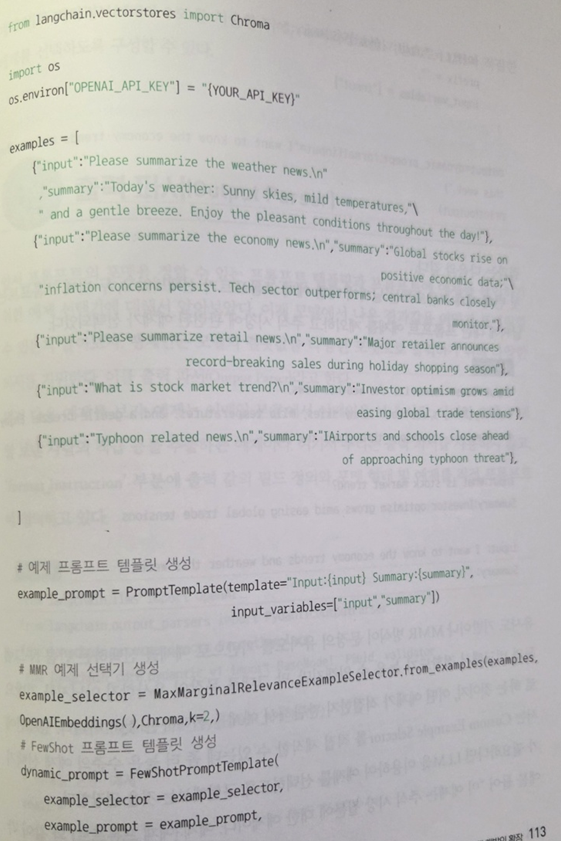 from langchain.vectorstores import Chroma
import os
os.environ["OPENAI_API_KEY"] = "{YOUR_API_KEY}"
examples = [
{"input":"Please summarize the weather news.\n"
,"summary":"Today's weather: Sunny skies, mild temperatures,"\
" and a gentle breeze. Enjoy the pleasant conditions throughout the day!"},
{"input":"Please summarize the economy news.\n","summary":"Global stocks rise on
positive economic data;"\
"inflation concerns persist. Tech sector outperforms; central banks closely
monitor."},
{"input":"Please summarize retail news.\n","summary":"Major retailer announces
record-breaking sales during holiday shopping season"},
{"input":"What is stock market trend?\n","summary":"Investor optimism grows amid
easing global trade tensions"},
{"input":"Typhoon related news.\n","summary":"IAirports and schools close ahead
of approaching typhoon threat"},
]
# 예제 프롬프트 템플릿 생성
example_prompt = PromptTemplate(template="Input:{input} Summary:{summary}",
input_variables=["input","summary"])
# MMR 예제 선택기 생성
example_selector = MaxMarginalRelevanceExampleSelector.from_examples(examples,
OpenAIEmbeddings( ),Chroma,k=2,)
# FewShot 프롬프트 템플릿 생성
dynamic_prompt = FewShotPromptTemplate(
example_selector = example_selector,
example_prompt = example_prompt,
확장 113